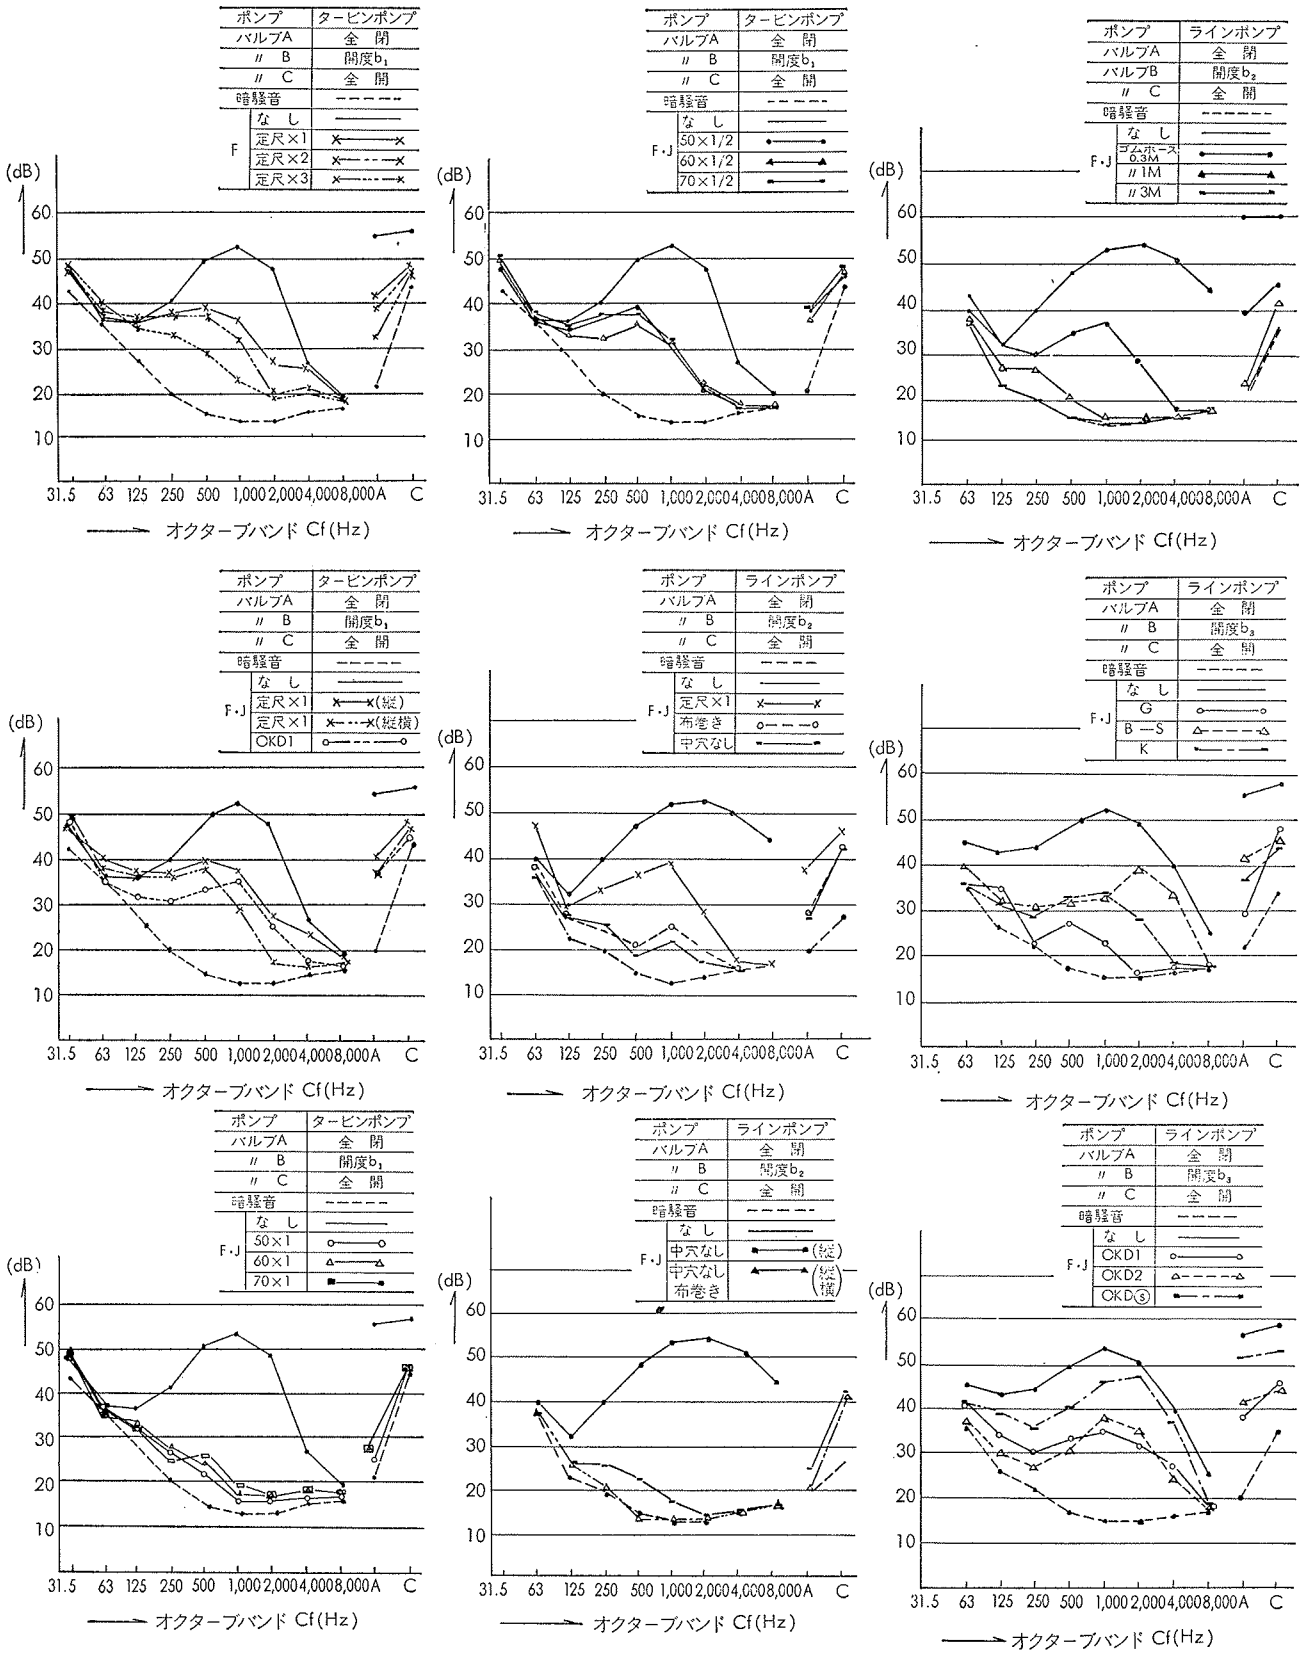 ポンプ タービンポンプ
バルブA 全 閉
〃 B 開度b₁
〃 C 全 開
暗騒音
F
な し
定尺×1
定尺×2
定尺×3
(dB)
60
50
40
30
20
10
31.5 63 125 250 500 1,000 2,000 4,000 8,000 A C
オクターブバンド Cf(Hz)
ポンプ タービンポンプ
バルブA 全 閉
〃 B 開度b₁
〃 C 全 開
暗騒音
F・J
な し
50×1/2
60×1/2
70×1/2
(dB)
60
50
40
30
20
10
31.5 63 125 250 500 1,000 2,000 4,000 8,000 A C
オクターブバンド Cf(Hz)
ポンプ ラインポンプ
バルブA 全 閉
バルブB 開度b₂
〃 C 全 開
暗騒音
F・J
な し
ゴムホース
0.3M
〃 1M
〃 3M
(dB)
60
50
40
30
20
10
31.5 63 125 250 500 1,000 2,000 4,000 8,000 A C
オクターブバンド Cf(Hz)
ポンプ タービンポンプ
バルブA 全 閉
〃 B 開度b₁
〃 C 全 開
暗騒音
F・J
な し
定尺×1 (縦)
定尺×1 (縦横)
OKD1
(dB)
60
50
40
30
20
10
31.5 63 125 250 500 1,000 2,000 4,000 8,000 A C
オクターブバンド Cf(Hz)
ポンプ ラインポンプ
バルブA 全 閉
〃 B 開度b₂
〃 C 全 開
暗騒音
F・J
な し
定尺×1
布巻き
中穴なし
(dB)
60
50
40
30
20
10
31.5 63 125 250 500 1,000 2,000 4,000 8,000 A C
オクターブバンド Cf(Hz)
ポンプ ラインポンプ
バルブA 全 閉
〃 B 開度b₃
〃 C 全 開
暗騒音
F・J
な し
G
B—S
K
(dB)
60
50
40
30
20
10
31.5 63 125 250 500 1,000 2,000 4,000 8,000 A C
オクターブバンド Cf(Hz)
ポンプ タービンポンプ
バルブA 全 閉
〃 B 開度b₁
〃 C 全 開
暗騒音
F・J
な し
50×1
60×1
70×1
(dB)
60
50
40
30
20
10
31.5 63 125 250 500 1,000 2,000 4,000 8,000 A C
オクターブバンド Cf(Hz)
ポンプ ラインポンプ
バルブA 全 閉
〃 B 開度b₂
〃 C 全 開
暗騒音
F・J
な し
中穴なし (縦)
中穴なし (縦
布巻き 横)
(dB)
60
50
40
30
20
10
31.5 63 125 250 500 1,000 2,000 4,000 8,000 A C
オクターブバンド Cf(Hz)
ポンプ ラインポンプ
バルブA 全 閉
〃 B 開度b₃
〃 C 全 開
暗騒音
F・J
な し
OKD1
OKD2
OKDⓈ
(dB)
60
50
40
30
20
10
31.5 63 125 250 500 1,000 2,000 4,000 8,000 A C
オクターブバンド Cf(Hz)